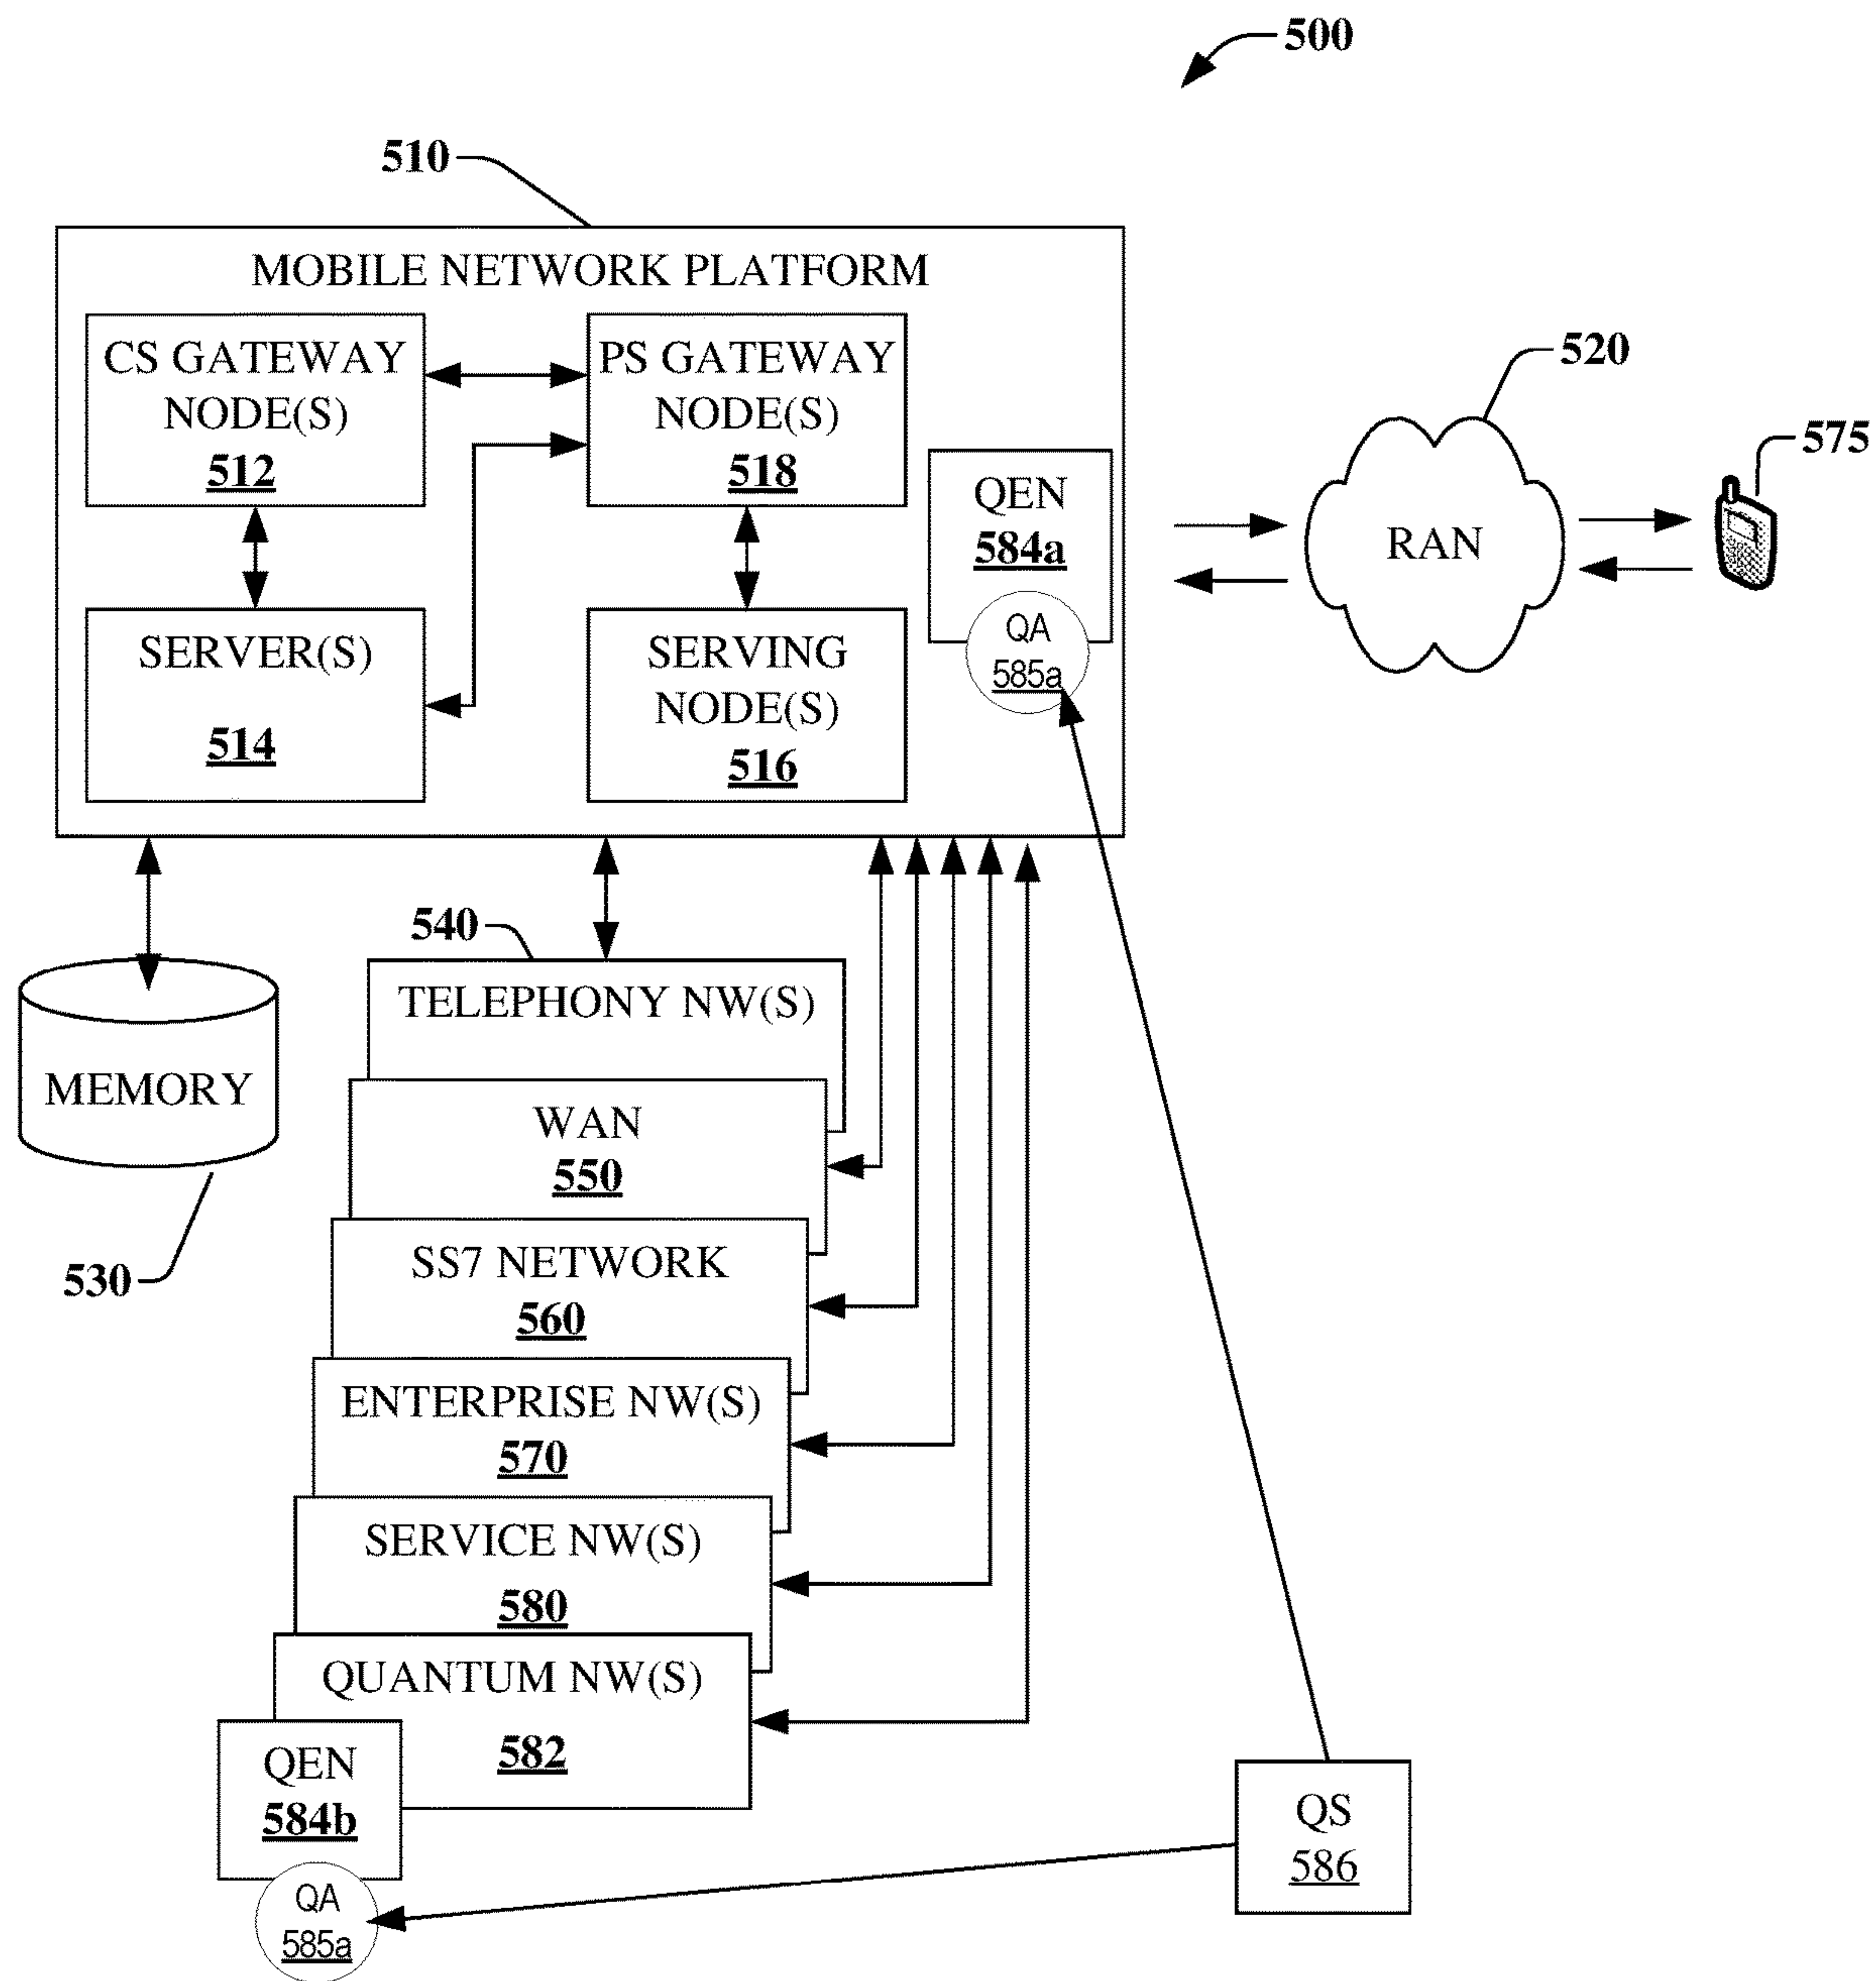 500
510
MOBILE NETWORK PLATFORM
CS GATEWAY
NODE(S)
512
PS GATEWAY
NODE(S)
518
QEN
584a
QA
585a
SERVER(S)
514
SERVING
NODE(S)
516
520
RAN
575
540
TELEPHONY NW(S)
MEMORY
530
WAN
550
SS7 NETWORK
560
ENTERPRISE NW(S)
570
SERVICE NW(S)
580
QUANTUM NW(S)
582
QEN
584b
QA
585a
QS
586